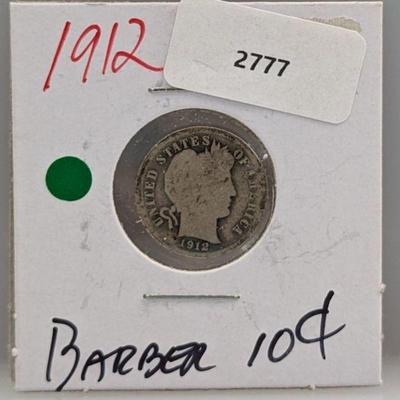 1912
2777
UNITED STATES OF AMERICA
1912
BARBER 10¢